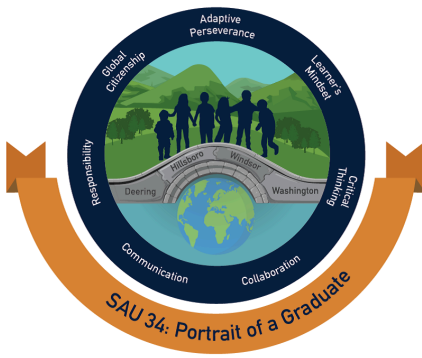 Adaptive
Perseverance
Learner's
Mindset
Critical
Thinking
Collaboration
Communication
Responsibility
Global
Citizenship
Deering
Hillsboro
Windsor
Washington
SAU 34: Portrait of a Graduate